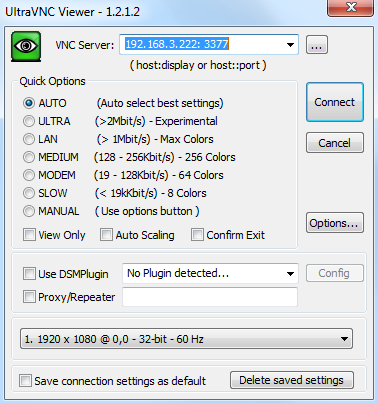 UltraVNC Viewer - 1.2.1.2
VNC Server: 192.168.3.222: 3377 ...
( host:display or host::port )
Quick Options
AUTO (Auto select best settings)
ULTRA (>2Mbit/s) - Experimental
LAN (> 1Mbit/s) - Max Colors
MEDIUM (128 - 256Kbit/s) - 256 Colors
MODEM (19 - 128Kbit/s) - 64 Colors
SLOW (< 19kKbit/s) - 8 Colors
MANUAL (Use options button )
View Only Auto Scaling Confirm Exit
Connect
Cancel
Options...
Use DSMPlugin No Plugin detected... Config
Proxy/Repeater
1. 1920 x 1080 @ 0,0 - 32-bit - 60 Hz
Save connection settings as default Delete saved settings